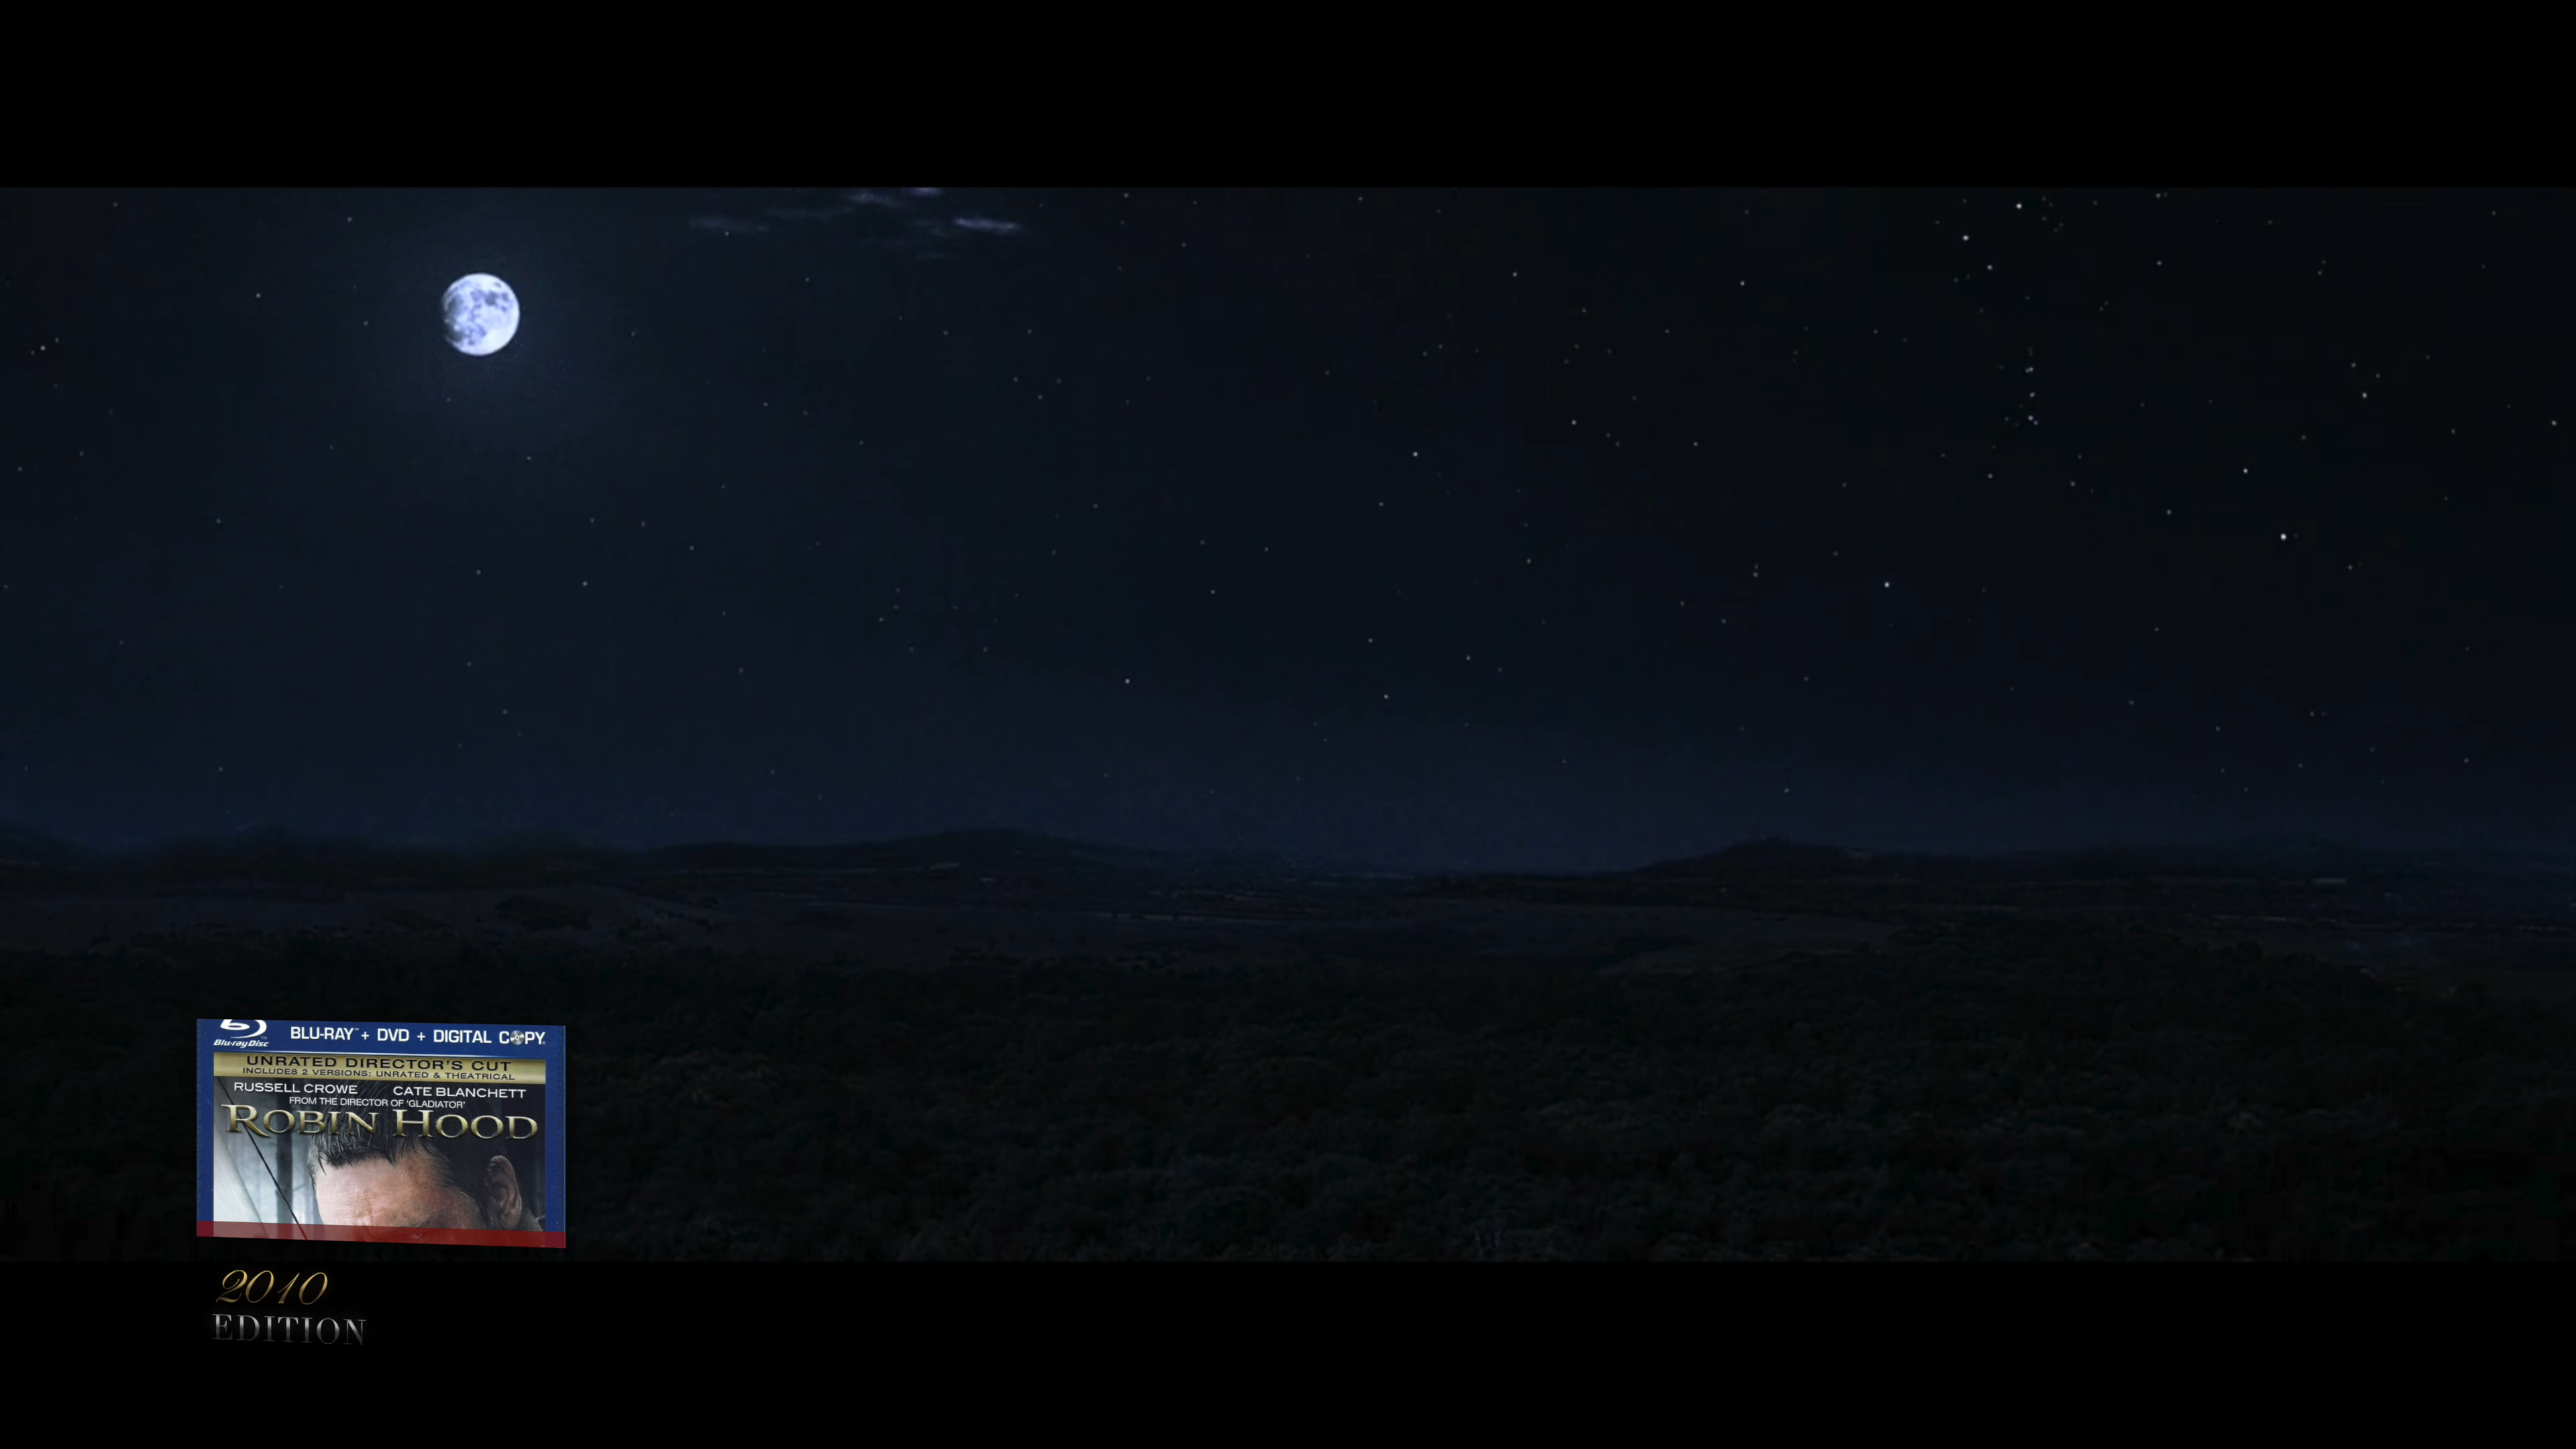 Blu-ray Disc
BLU-RAY™ + DVD + DIGITAL COPY
UNRATED DIRECTOR'S CUT
INCLUDES 2 VERSIONS: UNRATED & THEATRICAL
RUSSELL CROWE CATE BLANCHETT
FROM THE DIRECTOR OF 'GLADIATOR'
ROBIN HOOD
2010
EDITION